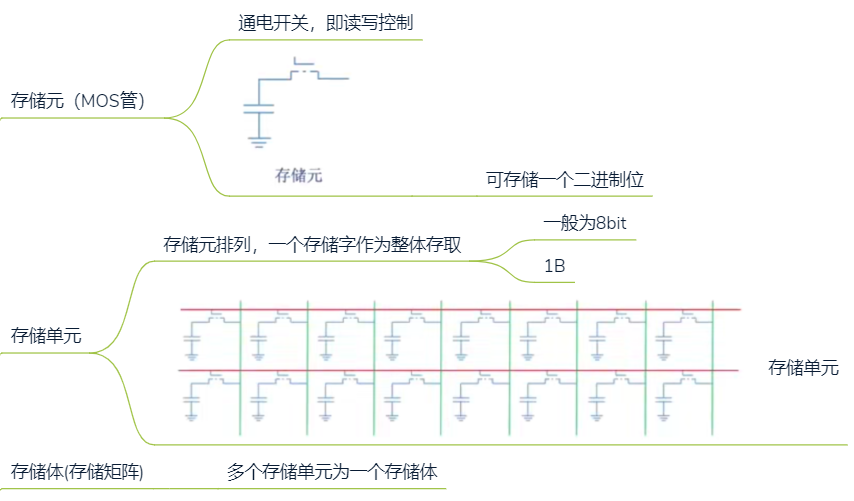 通电开关，即读写控制
存储元（MOS管）
存储元
可存储一个二进制位
存储元排列，一个存储字作为整体存取
一般为8bit
1B
存储单元
存储单元
存储体(存储矩阵)
多个存储单元为一个存储体